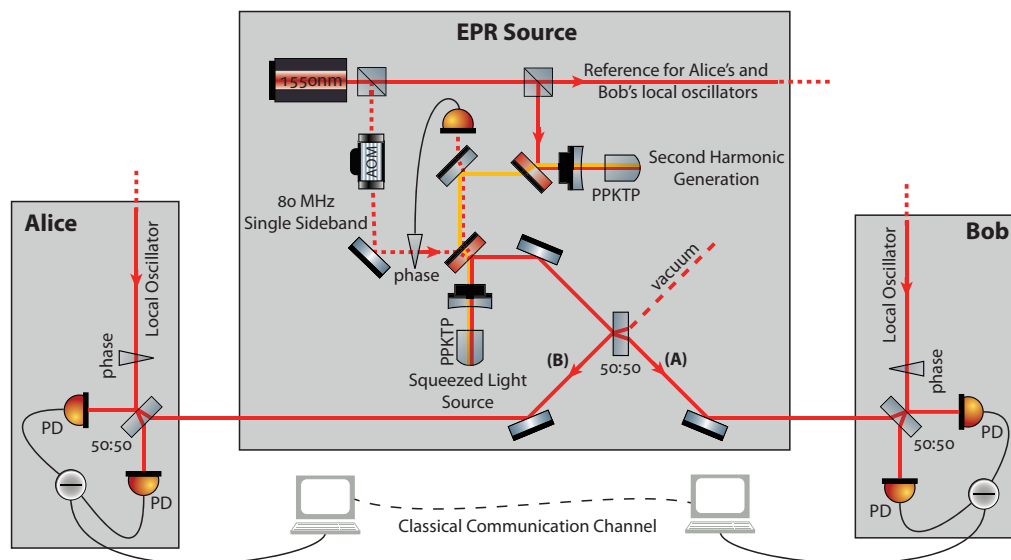 EPR Source
1550nm
Reference for Alice's and
Bob's local oscillators
AOM
80 MHz
Single Sideband
phase
Second Harmonic
Generation
PPKTP
vacuum
PPKTP
Squeezed Light
Source
(B)
(A)
50:50
Alice
Local Oscillator
phase
PD
50:50
PD
Bob
Local Oscillator
phase
PD
50:50
PD
Classical Communication Channel